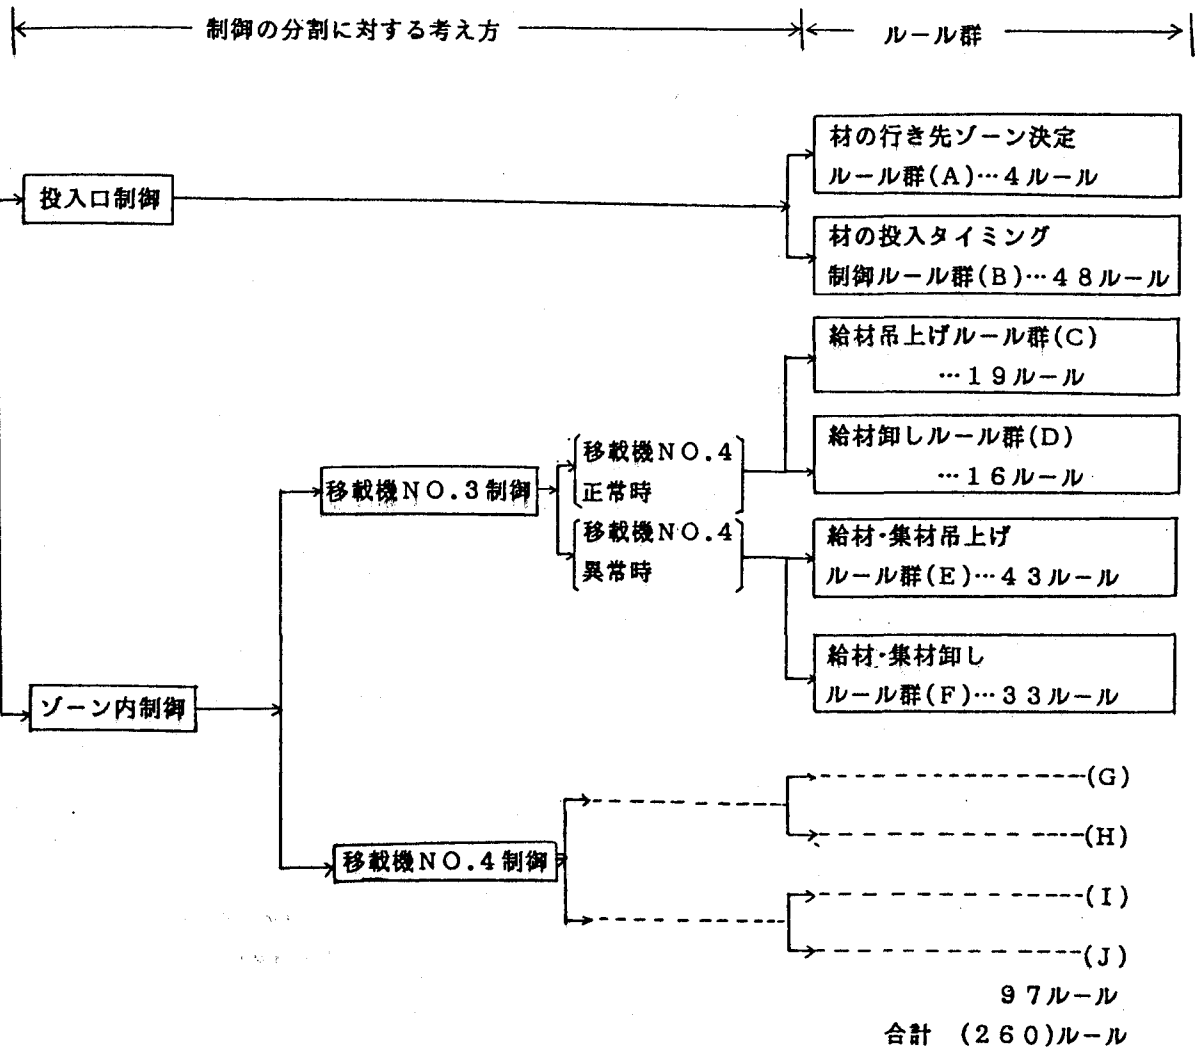 制御の分割に対する考え方
ルール群
投入口制御
材の行き先ゾーン決定
ルール群(A)…4ルール
材の投入タイミング
制御ルール群(B)…48ルール
ゾーン内制御
移載機NO.3制御
移載機NO.4
正常時
給材吊上げルール群(C)
…19ルール
給材卸しルール群(D)
…16ルール
移載機NO.4
異常時
給材・集材吊上げ
ルール群(E)…43ルール
給材・集材卸し
ルール群(F)…33ルール
移載機NO.4制御
(G)
(H)
(I)
(J)
97ルール
合計 (260)ルール